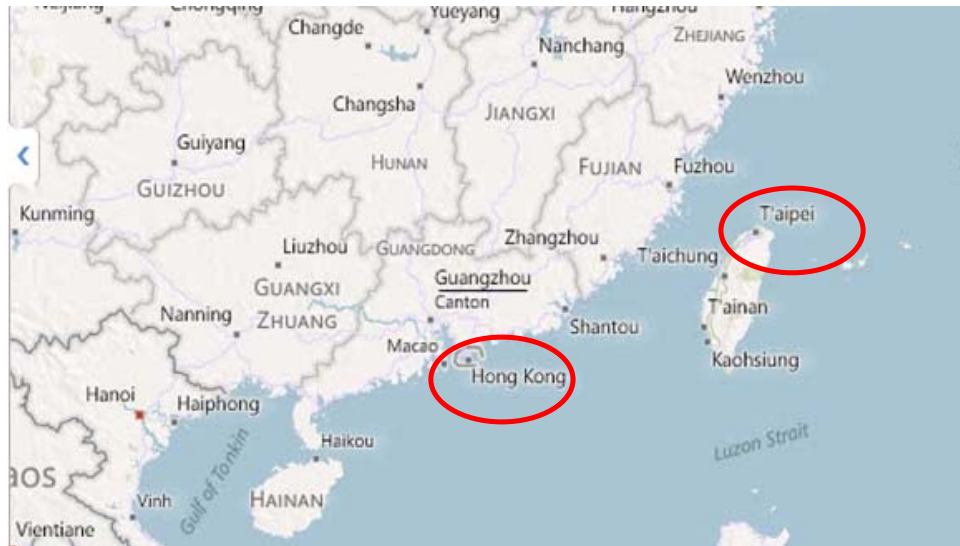 Yueyang
Changde
Nanchang
ZHEJIANG
Wenzhou
Changsha
JIANGXI
Guiyang
HUNAN
FUJIAN
Fuzhou
GUIZHOU
Kunming
T'aipei
Liuzhou
GUANGDONG
Zhangzhou
T'aichung
GUANGXI
Guangzhou
Canton
T'ainan
Nanning
ZHUANG
Shantou
Macao
Kaohsiung
Hong Kong
Hanoi
Haiphong
Haikou
Luzon Strait
Gulf of Tonkin
HAINAN
Vinh
Vientiane